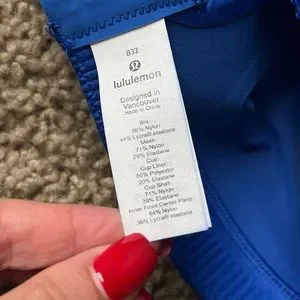 832
lululemon
Designed in
Vancouver
Made in China
Bra:
56% Nylon
44% Lycra® elastane
Mesh:
71% Nylon
29% Elastane
Cup:
Cup Liner:
80% Polyester
20% Elastane
Cup Shell:
71% Nylon
29% Elastane
Inner Front Center Panel:
64% Nylon
36% Lycra® elastane